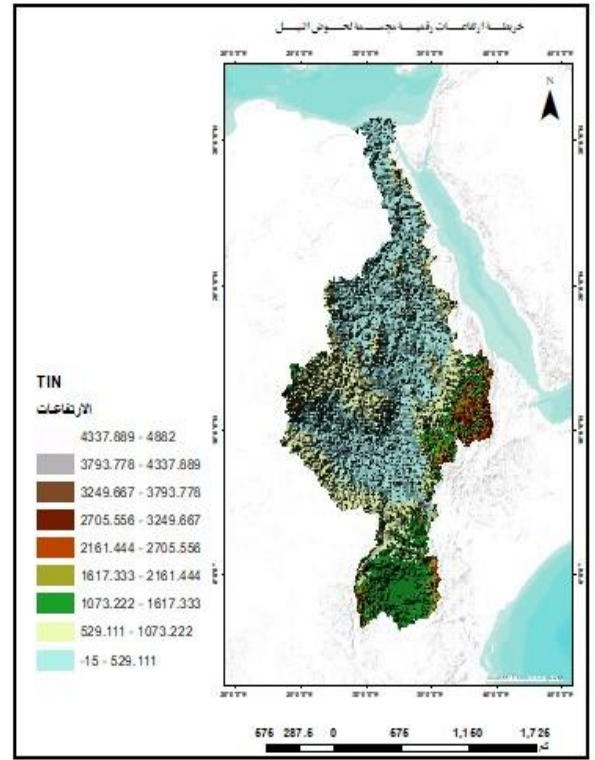 خريطة ارتفاعات رقمية مجسمة لحوض النيل
N
TIN
الارتفاعات
4337.889 - 4882
3793.778 - 4337.889
3249.667 - 3793.778
2705.556 - 3249.667
2161.444 - 2705.556
1617.333 - 2161.444
1073.222 - 1617.333
529.111 - 1073.222
-15 - 529.111
575 287.5 0 575 1,150 1,725
كم